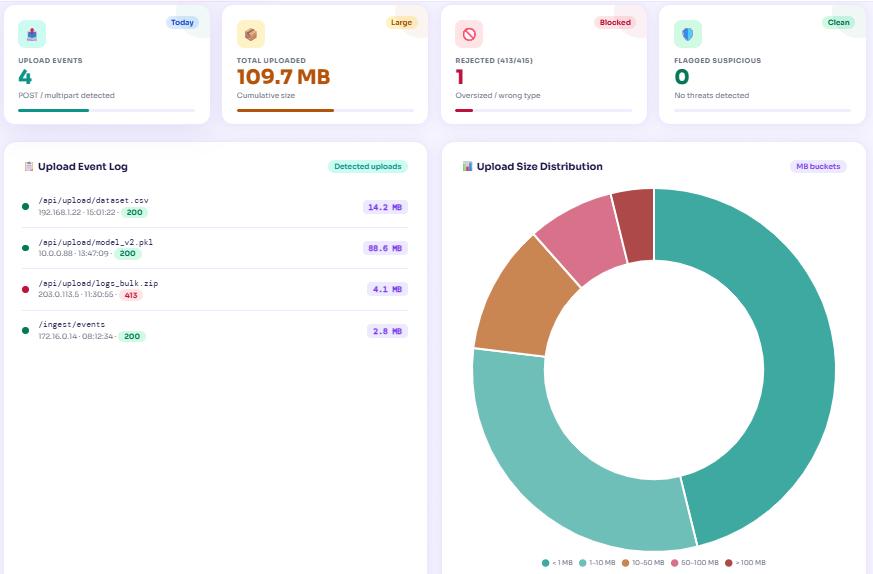 Today
UPLOAD EVENTS
4
POST / multipart detected
Large
TOTAL UPLOADED
109.7 MB
Cumulative size
Blocked
REJECTED (413/415)
1
Oversized / wrong type
Clean
FLAGGED SUSPICIOUS
0
No threats detected
Upload Event Log
Detected uploads
/api/upload/dataset.csv
192.168.1.22 · 15:01:22 · 200
14.2 MB
/api/upload/model_v2.pkl
10.0.0.88 · 13:47:09 · 200
88.6 MB
/api/upload/logs_bulk.zip
203.0.113.5 · 11:30:55 · 413
4.1 MB
/ingest/events
172.16.0.14 · 08:12:34 · 200
2.8 MB
Upload Size Distribution
MB buckets
< 1 MB 1–10 MB 10–50 MB 50–100 MB > 100 MB